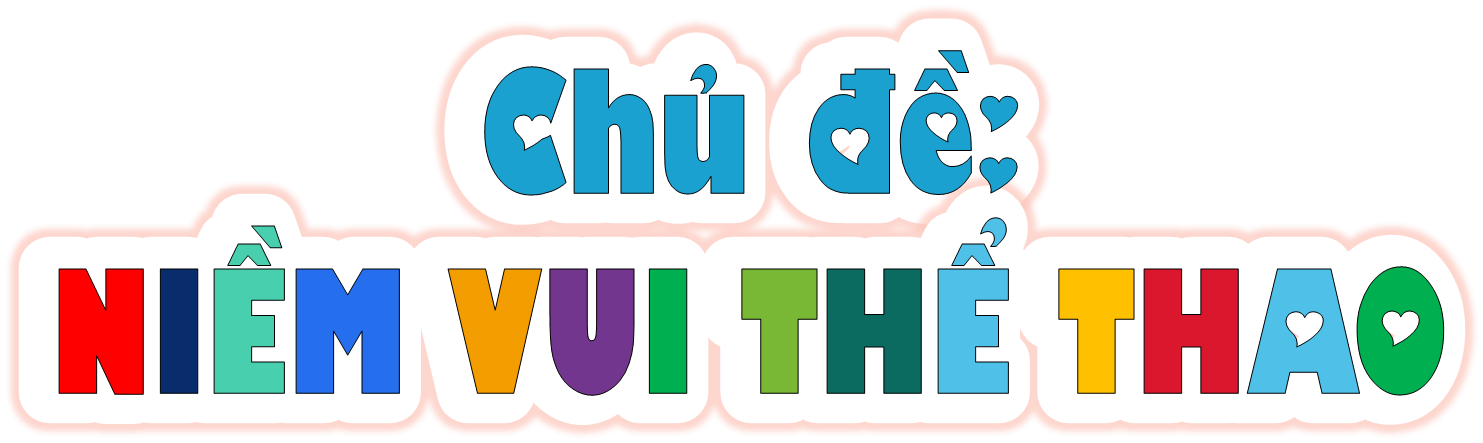 Chủ đề:
NIỀM VUI THỂ THAO